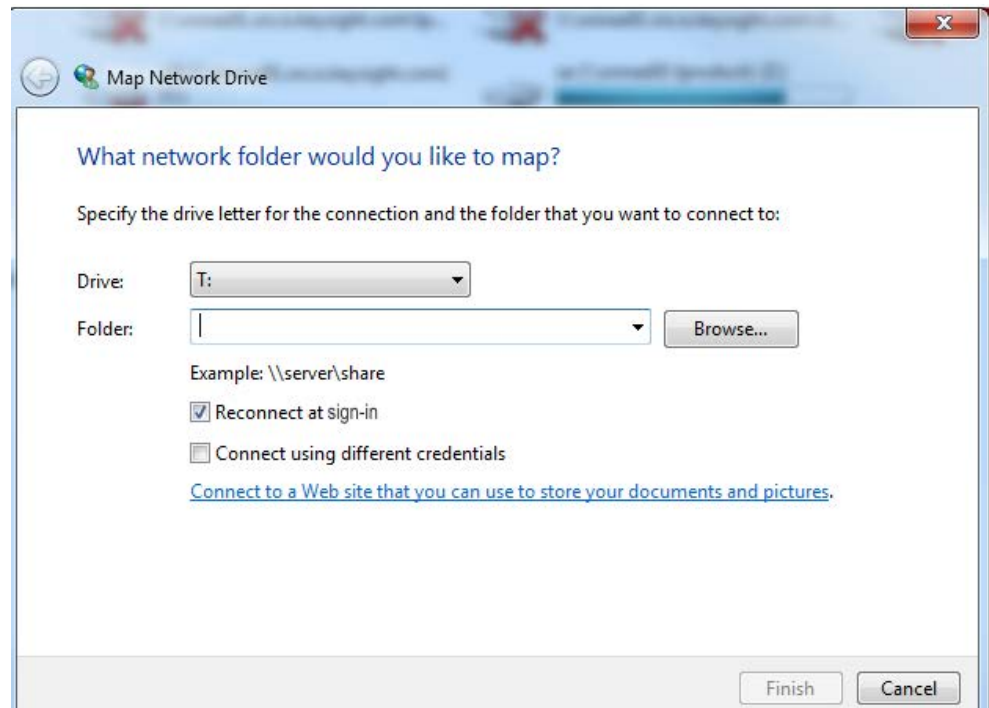 Map Network Drive
What network folder would you like to map?
Specify the drive letter for the connection and the folder that you want to connect to:
Drive: T:
Folder: Browse...
Example: \\server\share
Reconnect at sign-in
Connect using different credentials
Connect to a Web site that you can use to store your documents and pictures.
Finish Cancel